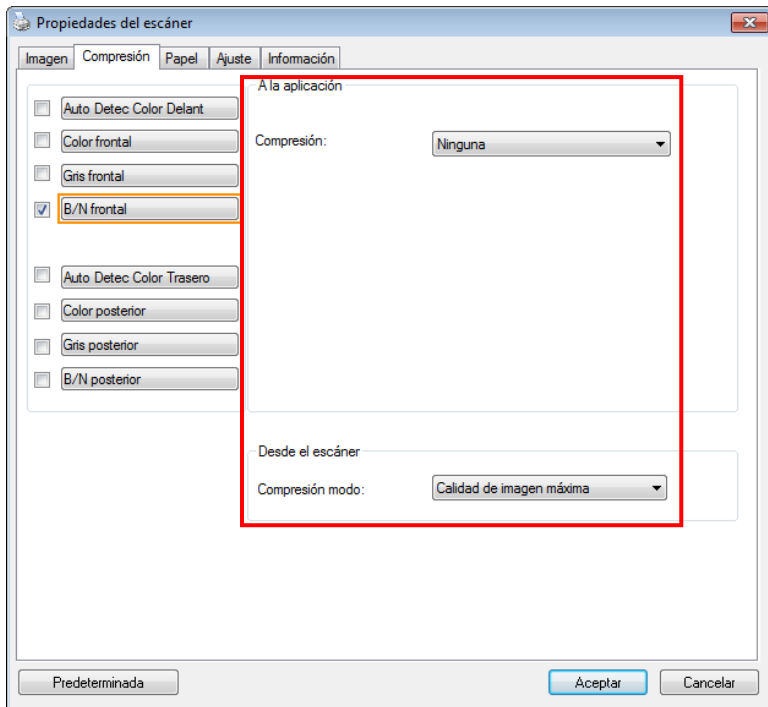 Propiedades del escáner
Imagen Compresión Papel Ajuste Información
Auto Detec Color Delant
Color frontal
Gris frontal
B/N frontal
Auto Detec Color Trasero
Color posterior
Gris posterior
B/N posterior
A la aplicación
Compresión: Ninguna
Desde el escáner
Compresión modo: Calidad de imagen máxima
Predeterminada Aceptar Cancelar